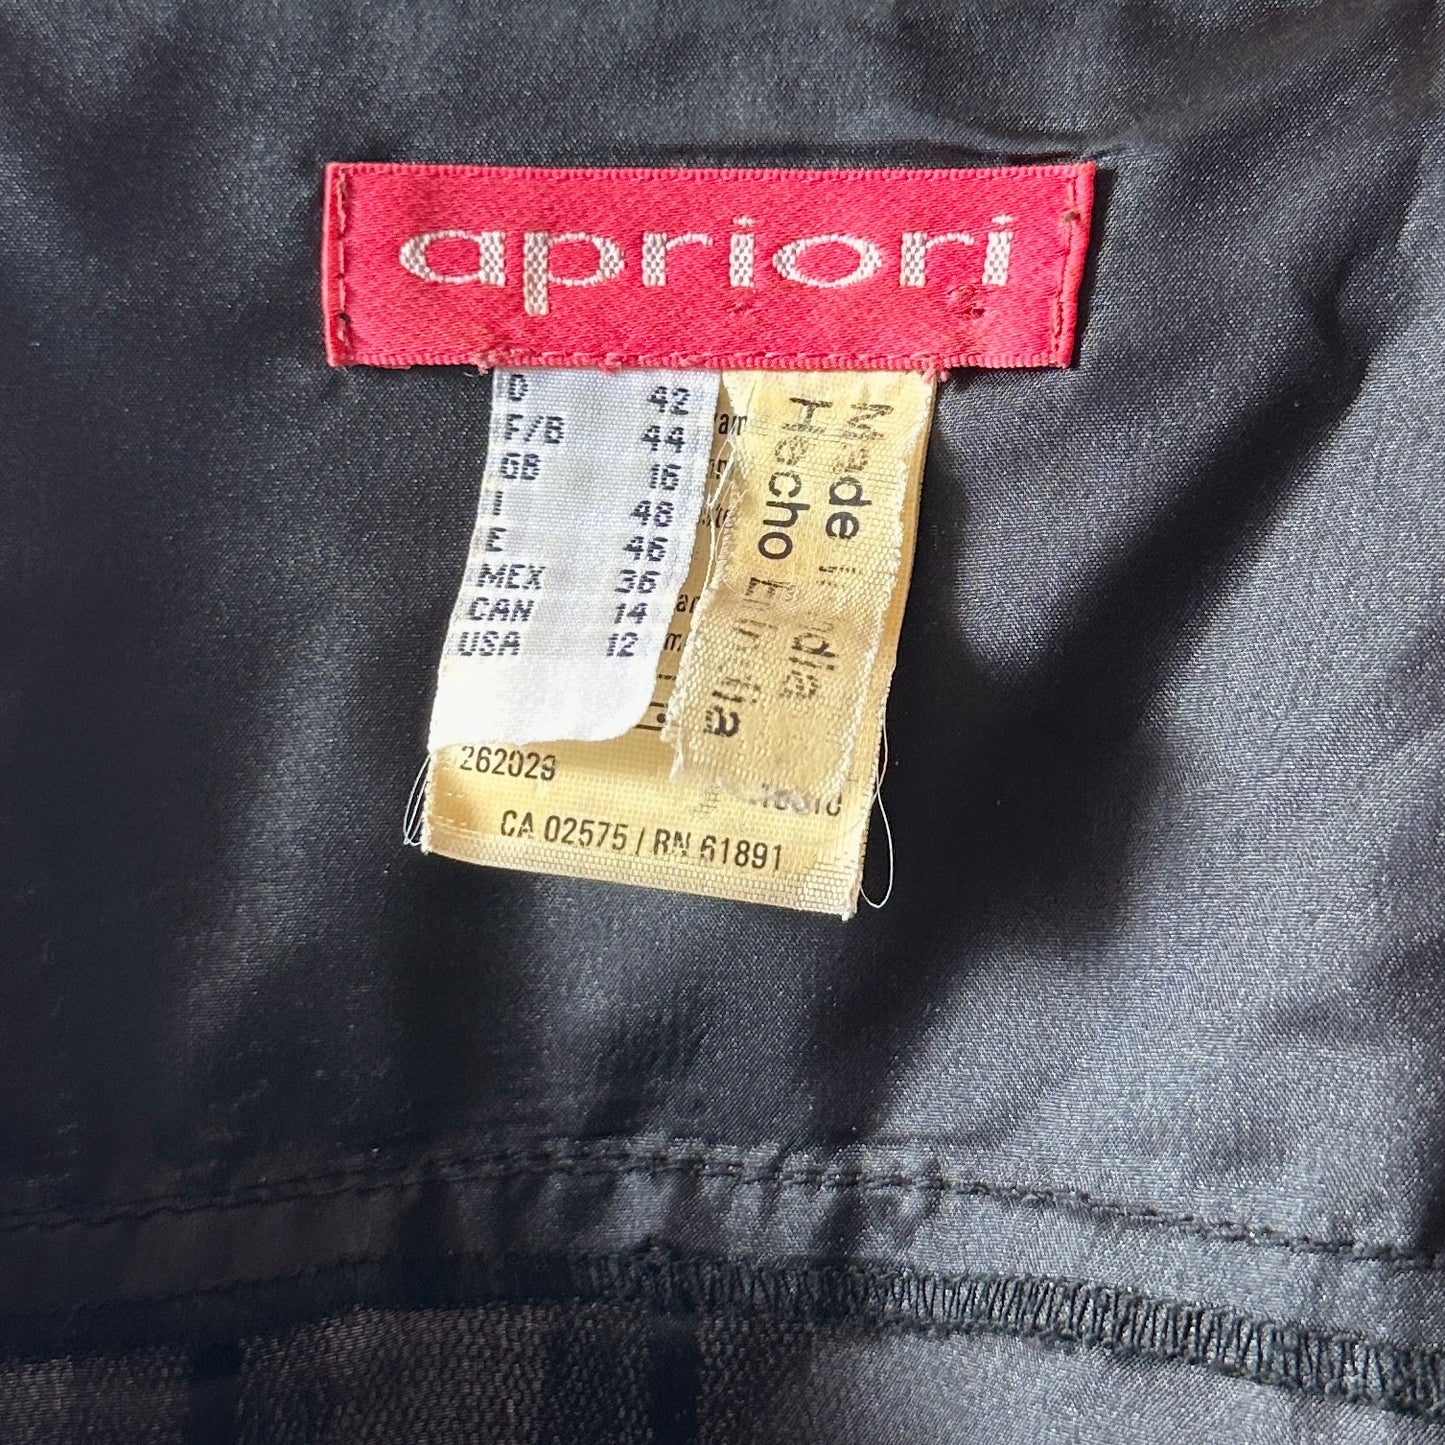 apriori
D 42
F/B 44
GB 16
I 48
E 46
MEX 36
CAN 14
USA 12
Made in India
Hecho En India
262029
CA 02575 / RN 61891